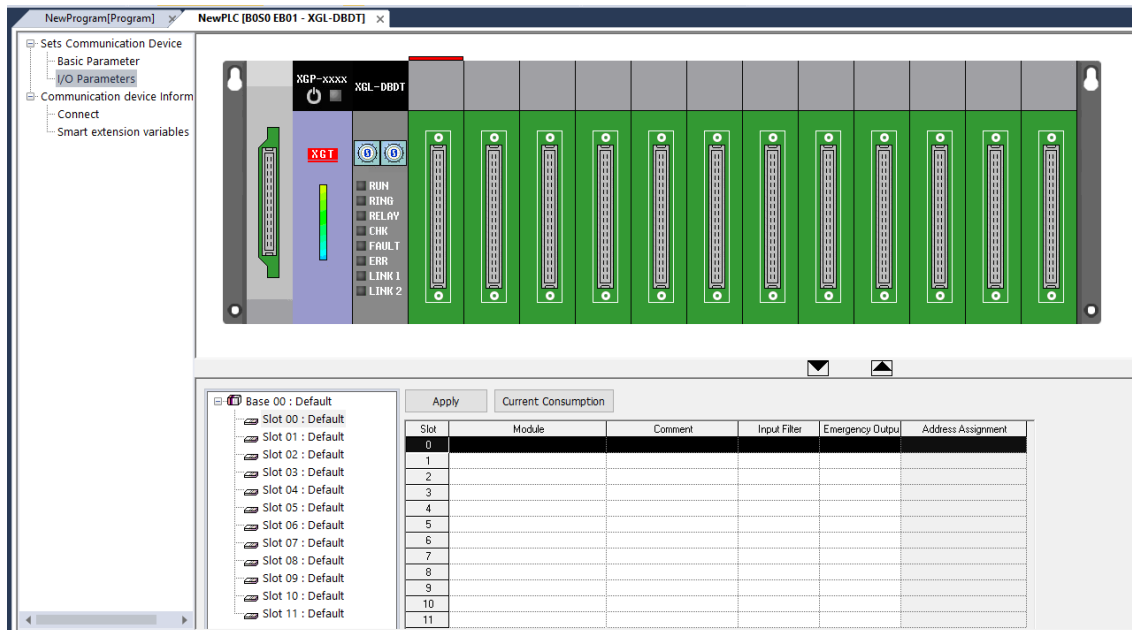 NewProgram[Program] ×
NewPLC [B0S0 EB01 - XGL-DBDT] ×
Sets Communication Device
Basic Parameter
I/O Parameters
Communication device Inform
Connect
Smart extension variables
XGP-xxxx
XGL-DBDT
XGT
0 0
RUN
RING
RELAY
CHK
FAULT
ERR
LINK1
LINK2
Base 00 : Default
Slot 00 : Default
Slot 01 : Default
Slot 02 : Default
Slot 03 : Default
Slot 04 : Default
Slot 05 : Default
Slot 06 : Default
Slot 07 : Default
Slot 08 : Default
Slot 09 : Default
Slot 10 : Default
Slot 11 : Default
Apply Current Consumption
Slot Module Comment Input Filter Emergency Outpu Address Assignment
0
1
2
3
4
5
6
7
8
9
10
11